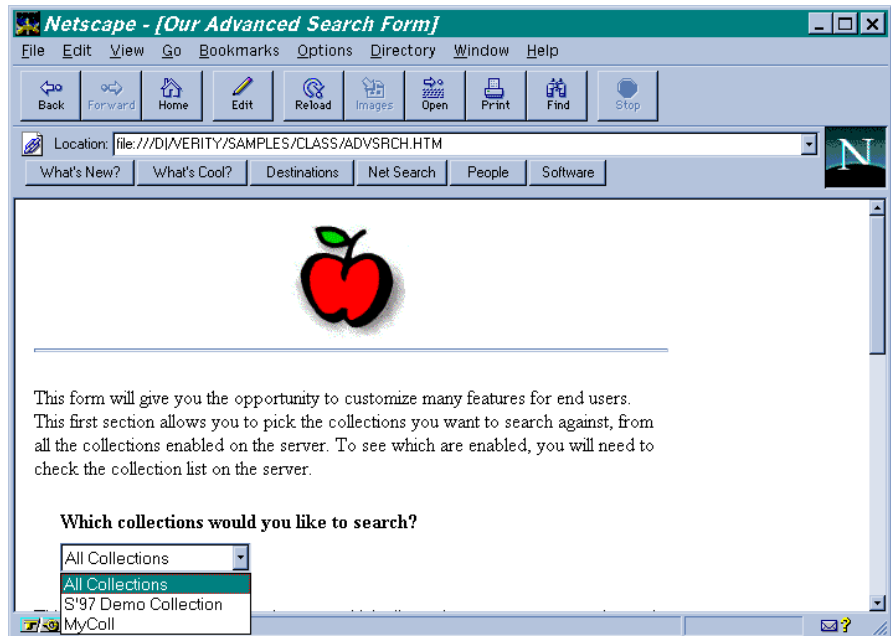 Netscape - [Our Advanced Search Form]
File Edit View Go Bookmarks Options Directory Window Help
Back Forward Home Edit Reload Images Open Print Find Stop
Location: file:///D|/VERITY/SAMPLES/CLASS/ADVSRCH.HTM
N
What's New? What's Cool? Destinations Net Search People Software
This form will give you the opportunity to customize many features for end users.
This first section allows you to pick the collections you want to search against, from
all the collections enabled on the server. To see which are enabled, you will need to
check the collection list on the server.
Which collections would you like to search?
All Collections
All Collections
S'97 Demo Collection
MyColl